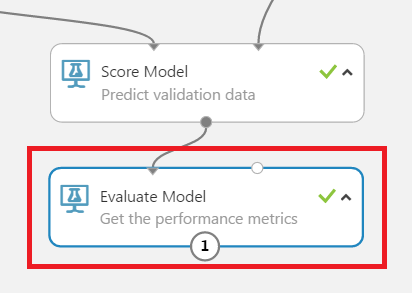 Score Model
Predict validation data
Evaluate Model
Get the performance metrics
1